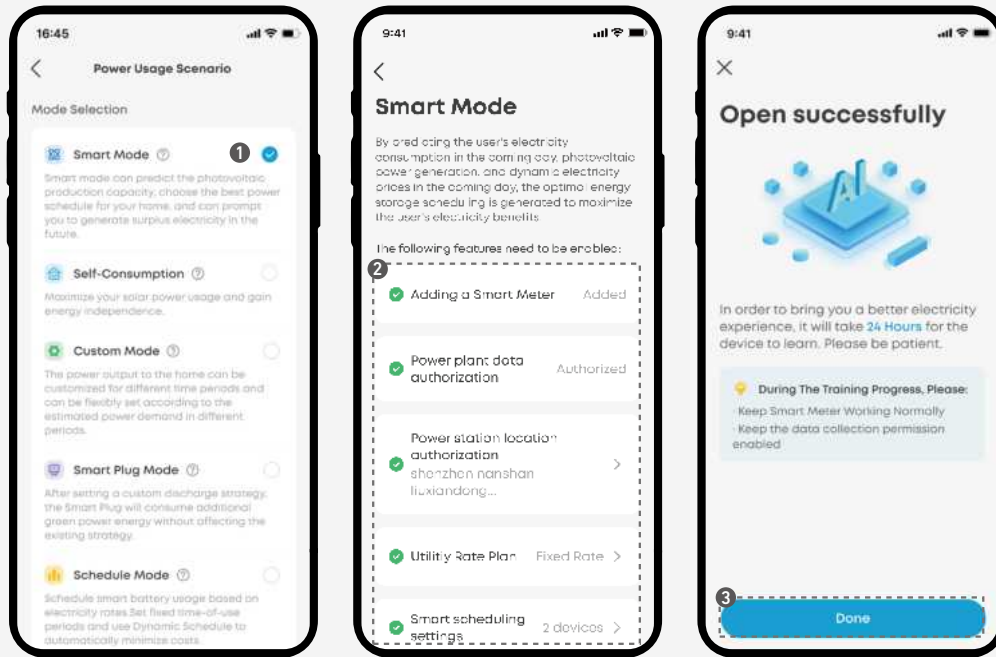 16:45
Power Usage Scenario
Mode Selection
Smart Mode
1
Smart mode can predict the photovoltaic
production capacity, choose the best power
schedule for your home, and can prompt
you to generate surplus electricity in the
future.
Self-Consumption
Maximize your solar power usage and gain
energy independence.
Custom Mode
The power output to the home can be
customized for different time periods and
can be flexibly set according to the
estimated power demand in different
periods.
Smart Plug Mode
After setting a custom discharge strategy,
the Smart Plug will consume additional
green power energy without affecting the
existing strategy.
Schedule Mode
Schedule smart battery usage based on
electricity rates.Set fixed time-of-use
periods and use Dynamic Schedule to
automatically minimize costs.
9:41
Smart Mode
By predicting the user's electricity
consumption in the coming day, photovoltaic
power generation, and dynamic electricity
prices in the coming day, the optimal energy
storage scheduling is generated to maximize
the user's electricity benefits
The following features need to be enabled:
2
Adding a Smart Meter Added
Power plant data
authorization Authorized
Power station location
authorization
shenzhen nanshan
liuxiandong...
Utilitiy Rate Plan Fixed Rate
Smart scheduling
settings 2 devices
9:41
Open successfully
AI
In order to bring you a better electricity
experience, it will take 24 Hours for the
device to learn. Please be patient.
During The Training Progress, Please:
· Keep Smart Meter Working Normally
· Keep the data collection permission
enabled
3
Done